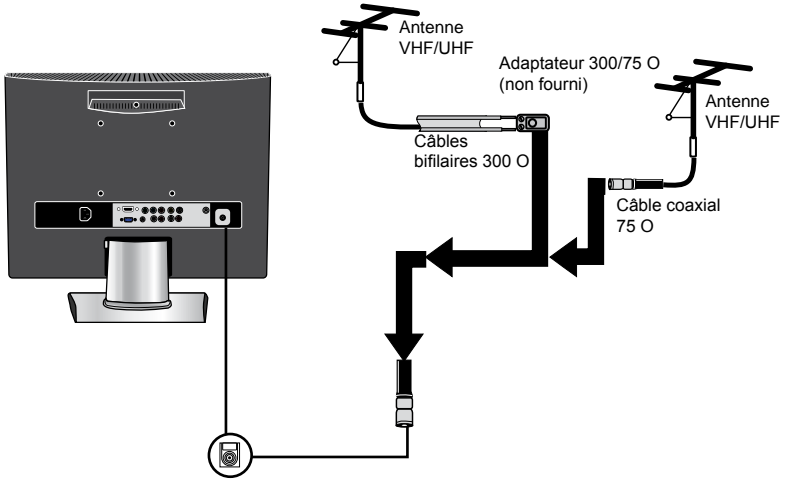 Antenne
VHF/UHF
Adaptateur 300/75 O
(non fourni)
Antenne
VHF/UHF
Câbles
bifilaires 300 O
Câble coaxial
75 O